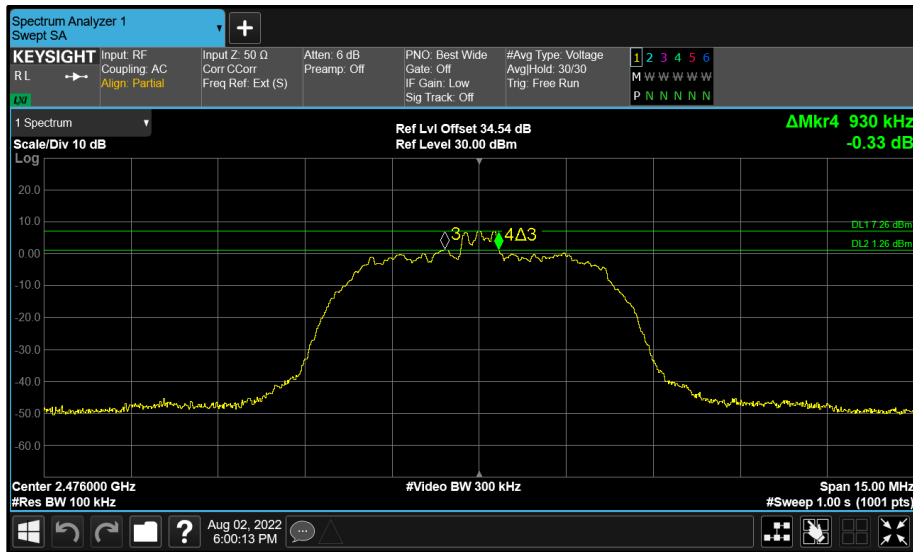 Spectrum Analyzer 1
Swept SA
+
KEYSIGHT
RL
LXI
Input: RF
Coupling: AC
Align: Partial
Input Z: 50 Ω
Corr CCorr
Freq Ref: Ext (S)
Atten: 6 dB
Preamp: Off
PNO: Best Wide
Gate: Off
IF Gain: Low
Sig Track: Off
#Avg Type: Voltage
Avg|Hold: 30/30
Trig: Free Run
1 2 3 4 5 6
M W W W W W
P N N N N N
1 Spectrum
Scale/Div 10 dB
Log
Ref Lvl Offset 34.54 dB
Ref Level 30.00 dBm
ΔMkr4 930 kHz
-0.33 dB
20.0
10.0
0.00
-10.0
-20.0
-30.0
-40.0
-50.0
-60.0
3
4Δ3
DL1 7.26 dBm
DL2 1.26 dBm
Center 2.476000 GHz
#Res BW 100 kHz
#Video BW 300 kHz
Span 15.00 MHz
#Sweep 1.00 s (1001 pts)
?
Aug 02, 2022
6:00:13 PM